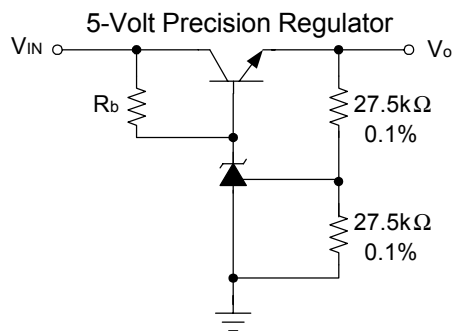 5-Volt Precision Regulator
VIN
Vo
Rb
27.5kΩ
0.1%
27.5kΩ
0.1%